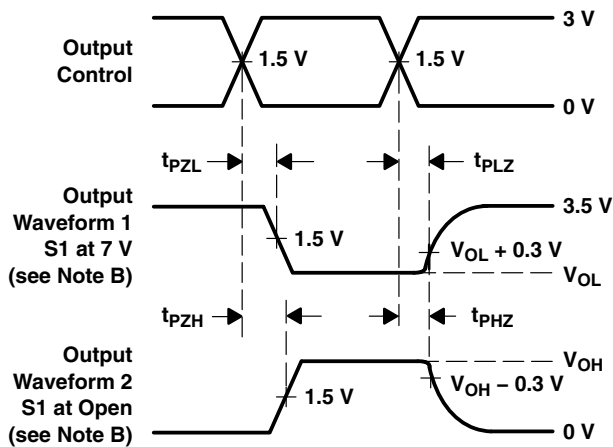 3 V
Output
Control
1.5 V
1.5 V
0 V
tPZL
tPLZ
Output
Waveform 1
S1 at 7 V
(see Note B)
3.5 V
1.5 V
VOL + 0.3 V
VOL
tPZH
tPHZ
Output
Waveform 2
S1 at Open
(see Note B)
VOH
1.5 V
VOH − 0.3 V
0 V